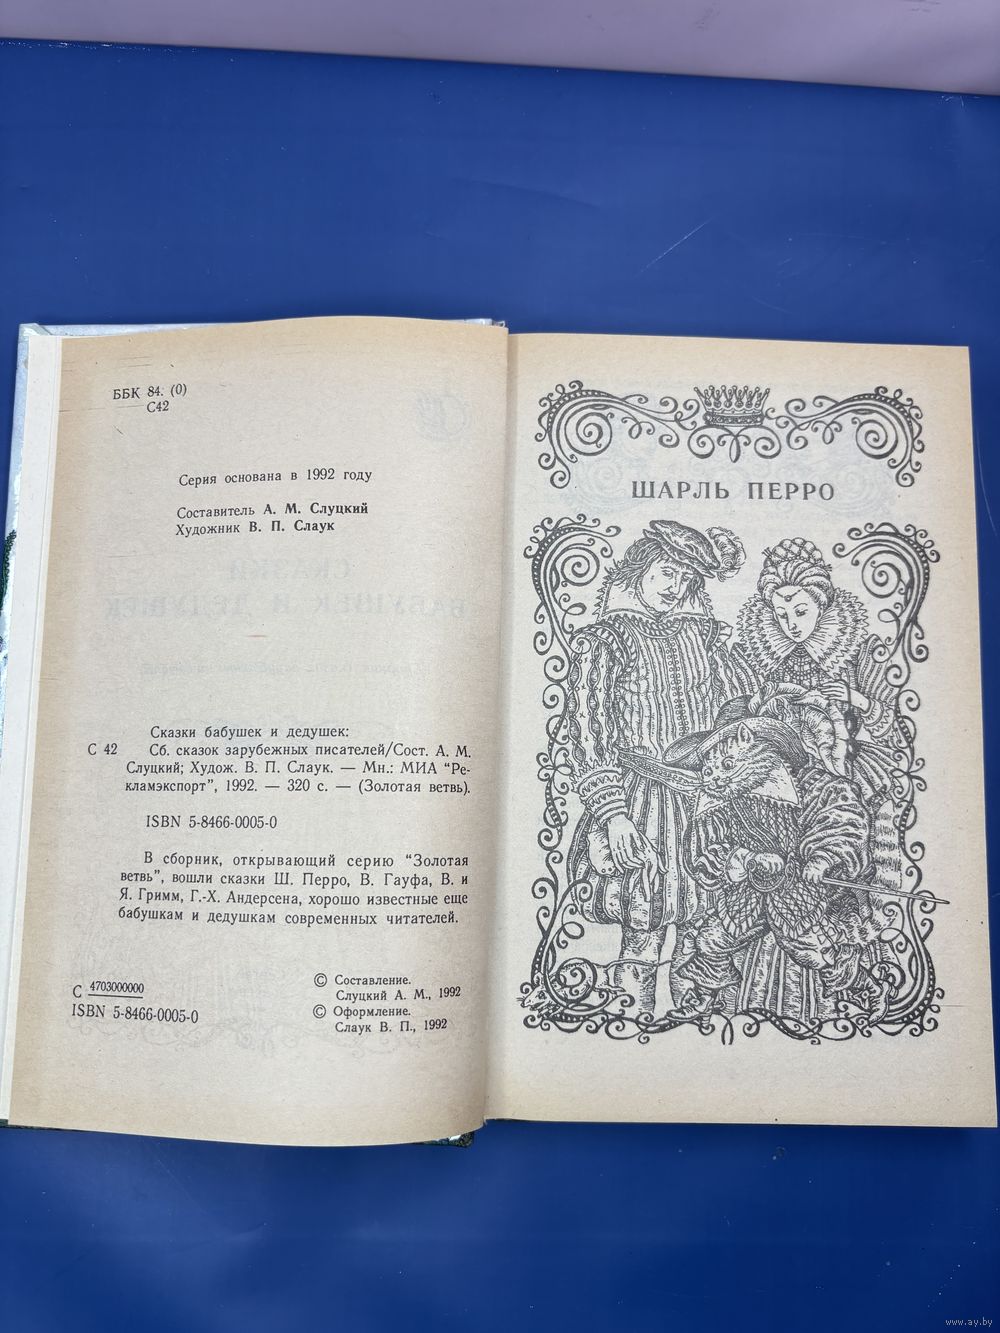 ББК 84. (0)
С42
Серия основана в 1992 году
Составитель А. М. Слуцкий
Художник В. П. Слаук
Сказки бабушек и дедушек:
С 42 Сб. сказок зарубежных писателей/Сост. А. М.
Слуцкий; Худож. В. П. Слаук. — Мн.: МИА “Ре-
кламэкспорт”, 1992. — 320 с. — (Золотая ветвь).
ISBN 5-8466-0005-0
В сборник, открывающий серию “Золотая
ветвь”, вошли сказки Ш. Перро, В. Гауфа, В. и
Я. Гримм, Г.-Х. Андерсена, хорошо известные еще
бабушкам и дедушкам современных читателей.
С 4703000000
ISBN 5-8466-0005-0
© Составление.
Слуцкий А. М., 1992
© Оформление.
Слаук В. П., 1992
ШАРЛЬ ПЕРРО
www.ay.by